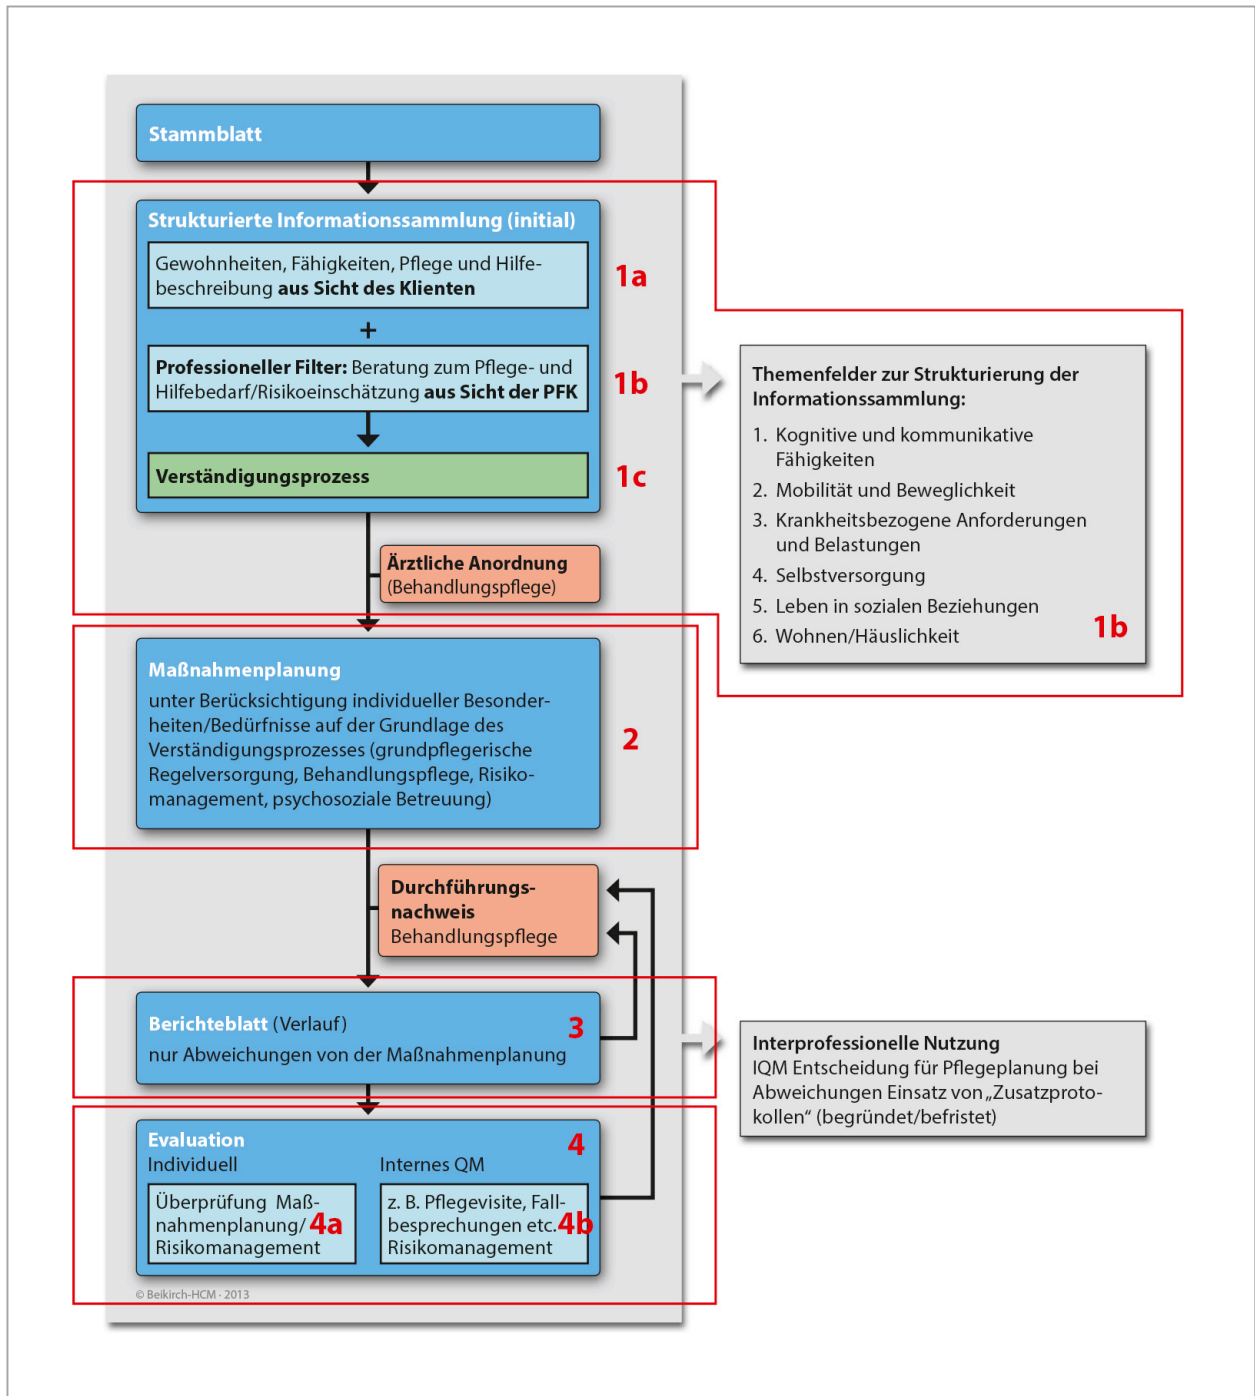 Stammblatt
Strukturierte Informationssammlung (initial)
Gewohnheiten, Fähigkeiten, Pflege und Hilfe-
beschreibung aus Sicht des Klienten
1a
+
Professioneller Filter: Beratung zum Pflege- und
Hilfebedarf/Risikoeinschätzung aus Sicht der PFK
1b
Verständigungsprozess
1c
Ärztliche Anordnung
(Behandlungspflege)
Themenfelder zur Strukturierung der
Informationssammlung:
1. Kognitive und kommunikative
Fähigkeiten
2. Mobilität und Beweglichkeit
3. Krankheitsbezogene Anforderungen
und Belastungen
4. Selbstversorgung
5. Leben in sozialen Beziehungen
6. Wohnen/Häuslichkeit
1b
Maßnahmenplanung
unter Berücksichtigung individueller Besonder-
heiten/Bedürfnisse auf der Grundlage des
Verständigungsprozesses (grundpflegerische
Regelversorgung, Behandlungspflege, Risiko-
management, psychosoziale Betreuung)
2
Durchführungs-
nachweis
Behandlungspflege
Berichteblatt (Verlauf)
nur Abweichungen von der Maßnahmenplanung
3
Interprofessionelle Nutzung
IQM Entscheidung für Pflegeplanung bei
Abweichungen Einsatz von „Zusatzproto-
kollen“ (begründet/befristet)
Evaluation
4
Individuell
Überprüfung Maß-
nahmenplanung/
Risikomanagement
4a
Internes QM
z. B. Pflegevisite, Fall-
besprechungen etc.
Risikomanagement
4b
© Beikirch-HCM - 2013